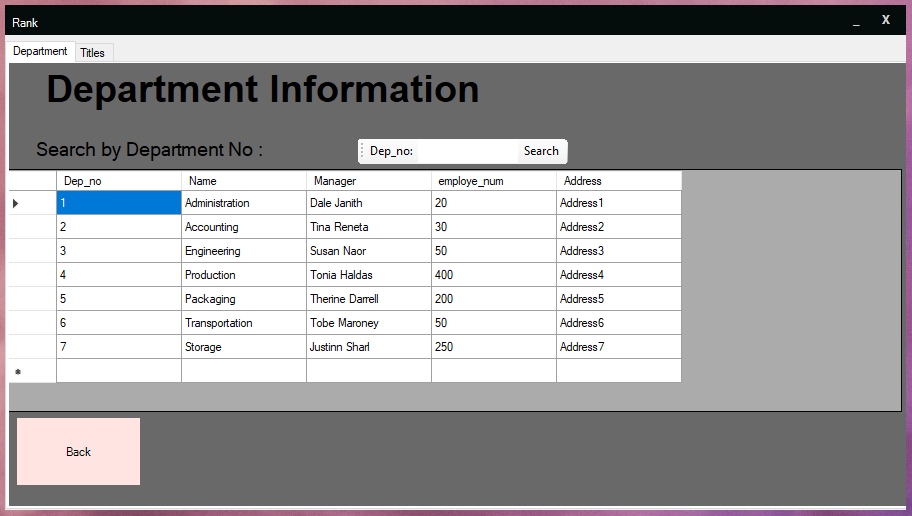 Rank _ X
Department Titles
Department Information
Search by Department No : Dep_no: Search
Dep_no Name Manager employe_num Address
1 Administration Dale Janith 20 Address1
2 Accounting Tina Reneta 30 Address2
3 Engineering Susan Naor 50 Address3
4 Production Tonia Haldas 400 Address4
5 Packaging Therine Darrell 200 Address5
6 Transportation Tobe Maroney 50 Address6
7 Storage Justinn Sharl 250 Address7
Back